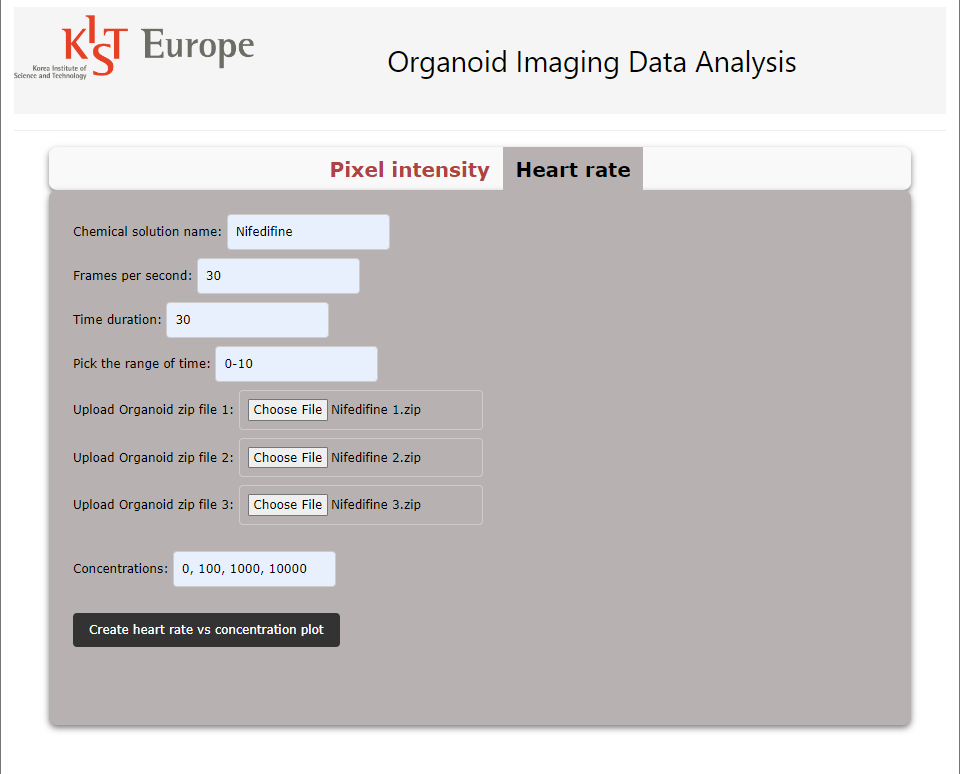 KIST Europe
Korea Institute of
Science and Technology
Organoid Imaging Data Analysis
Pixel intensity Heart rate
Chemical solution name: Nifedifine
Frames per second: 30
Time duration: 30
Pick the range of time: 0-10
Upload Organoid zip file 1: Choose File Nifedifine 1.zip
Upload Organoid zip file 2: Choose File Nifedifine 2.zip
Upload Organoid zip file 3: Choose File Nifedifine 3.zip
Concentrations: 0, 100, 1000, 10000
Create heart rate vs concentration plot